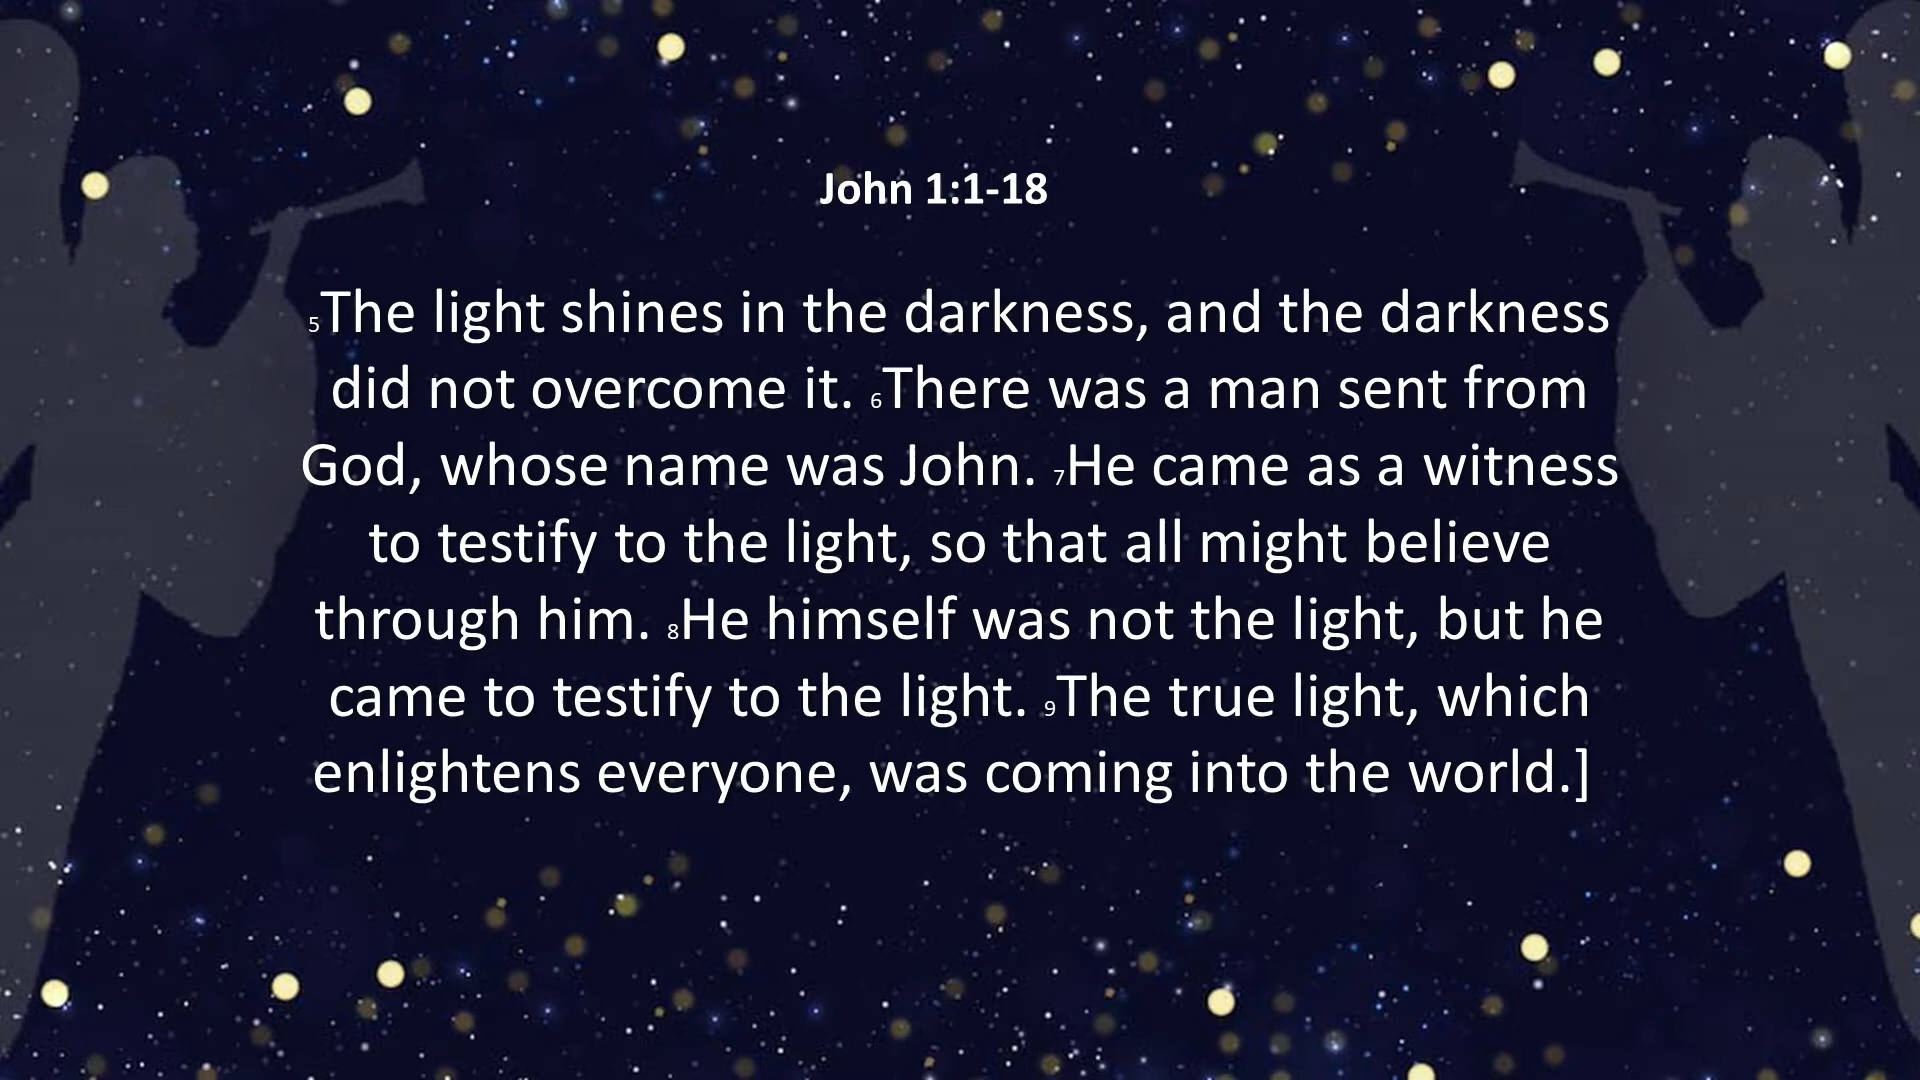 John 1:1-18
5The light shines in the darkness, and the darkness
did not overcome it. 6There was a man sent from
God, whose name was John. 7He came as a witness
to testify to the light, so that all might believe
through him. 8He himself was not the light, but he
came to testify to the light. 9The true light, which
enlightens everyone, was coming into the world.]